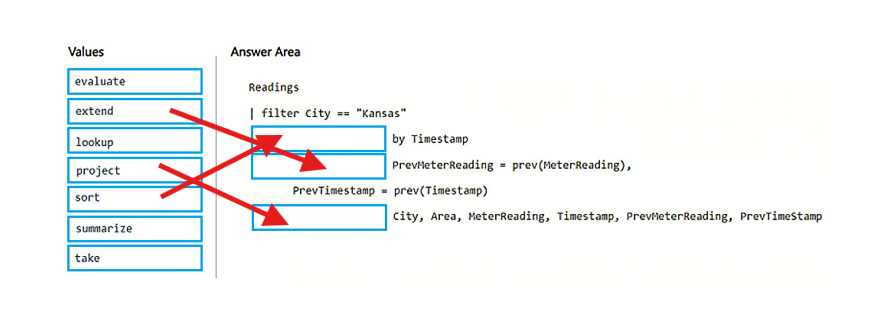 Values
Answer Area
evaluate
extend
lookup
project
sort
summarize
take
Readings
| filter City == "Kansas"
by Timestamp
PrevMeterReading = prev(MeterReading),
PrevTimestamp = prev(Timestamp)
City, Area, MeterReading, Timestamp, PrevMeterReading, PrevTimeStamp